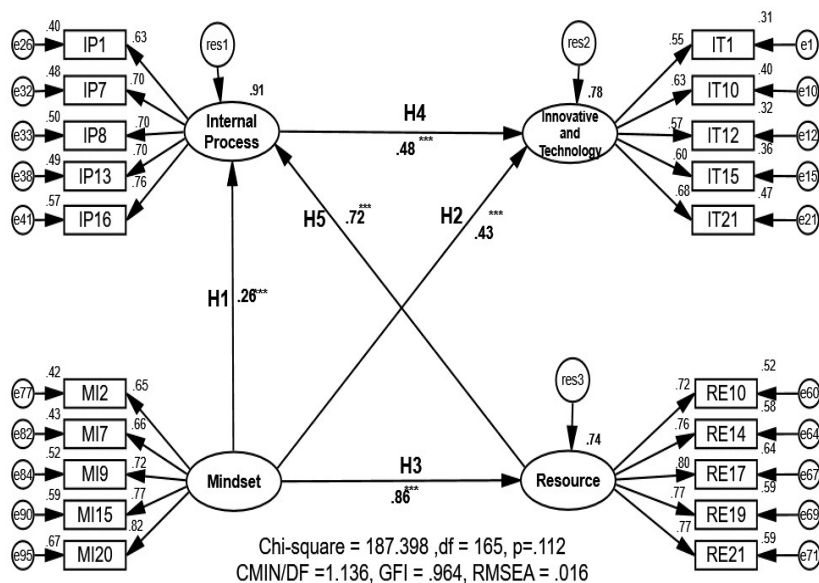 e26 .40 IP1 .63
e32 .48 IP7 .70
e33 .50 IP8 .70
e38 .49 IP13 .70
e41 .57 IP16 .76
res1
.91
Internal
Process
H4
.48 ***
res2
.78
Innovative
and
Technology
.55 IT1 .31 e1
.63 IT10 .40 e10
.57 IT12 .32 e12
.60 IT15 .36 e15
.68 IT21 .47 e21
H5 .72 ***
H2 ***
.43
H1 .26***
e77 .42 MI2 .65
e82 .43 MI7 .66
e84 .52 MI9 .72
e90 .59 MI15 .77
e95 .67 MI20 .82
Mindset
H3
.86***
res3
.74
Resource
.72 RE10 .52 e60
.76 RE14 .58 e64
.80 RE17 .64 e67
.77 RE19 .59 e69
.77 RE21 .59 e71
Chi-square = 187.398 ,df = 165, p=.112
CMIN/DF =1.136, GFI = .964, RMSEA = .016